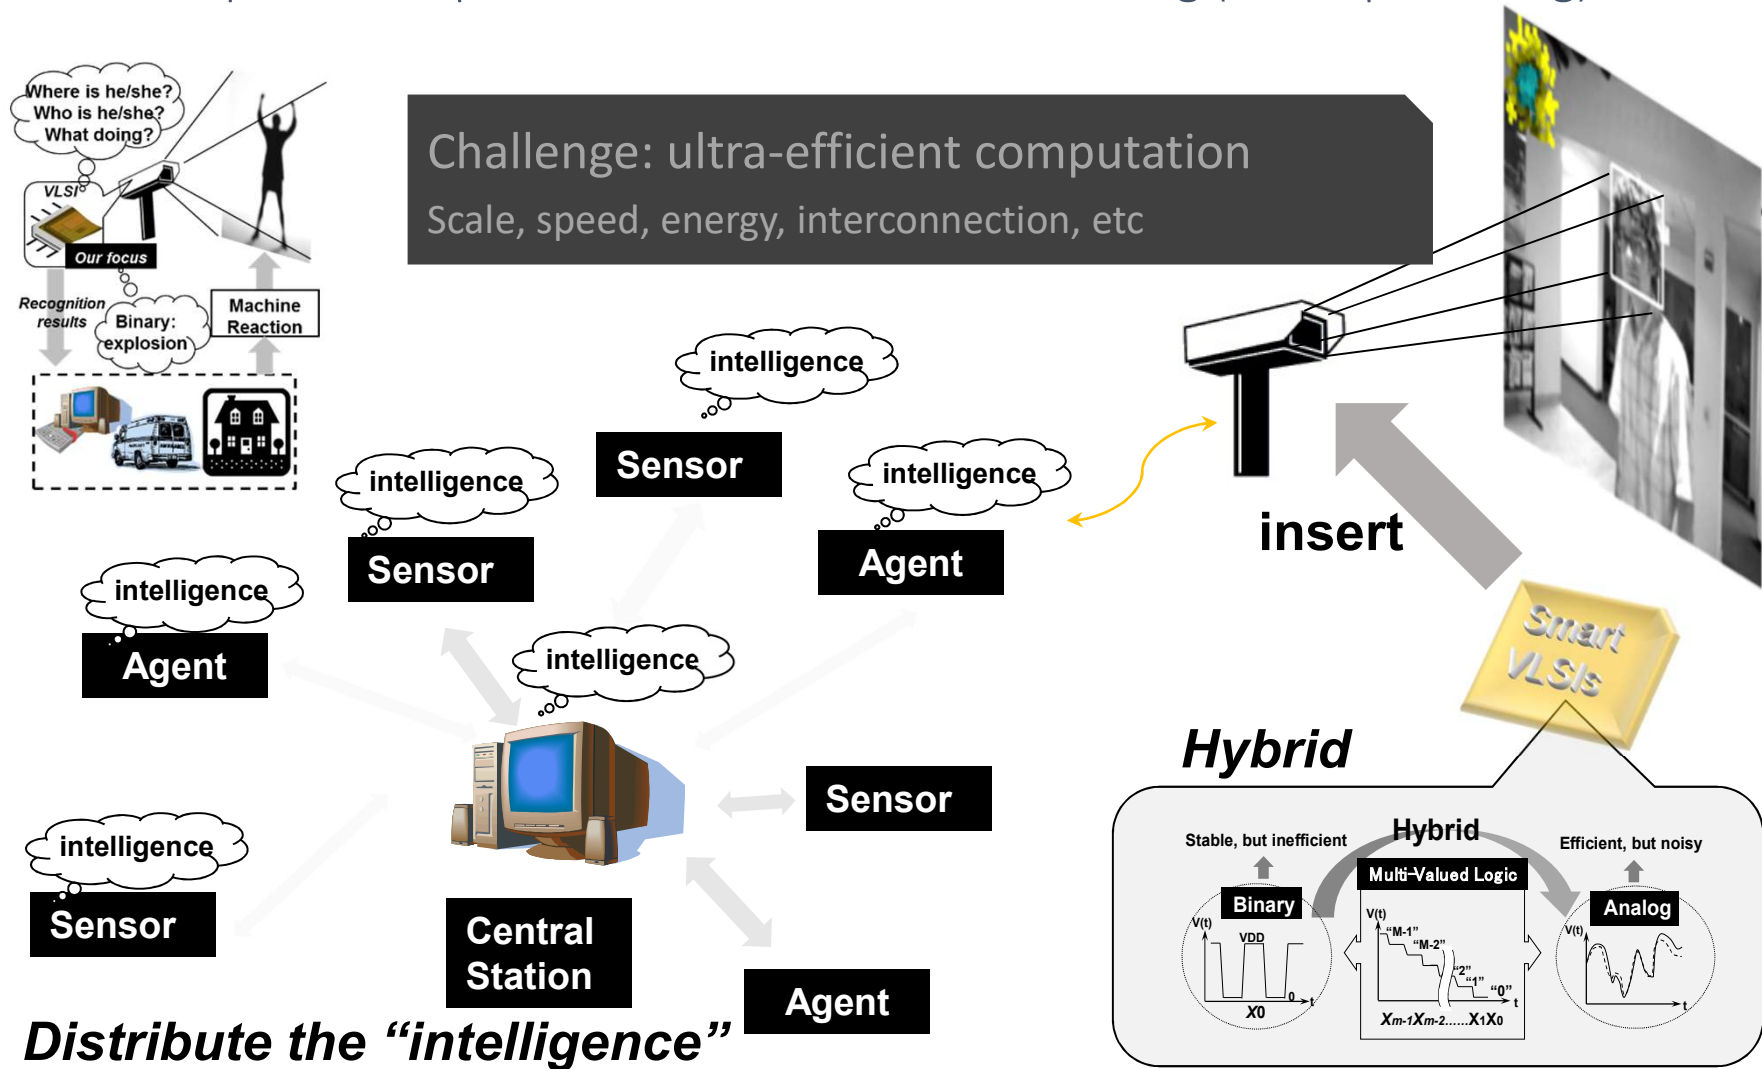 Challenge: ultra-efficient computation
Scale, speed, energy, interconnection, etc
Where is he/she?
Who is he/she?
What doing?
VLSI
Our focus
Recognition
results
Binary:
explosion
Machine
Reaction
intelligence
Sensor
intelligence
Sensor
intelligence
Agent
intelligence
Agent
intelligence
intelligence
Sensor
Sensor
Central
Station
Agent
Distribute the “intelligence”
insert
Smart
VLSIs
Hybrid
Hybrid
Stable, but inefficient
Efficient, but noisy
Multi-Valued Logic
Binary
Analog
V(t)
VDD
0
t
X0
V(t)
“M-1”
“M-2”
“2”
“1”
“0”
t
Xm-1Xm-2......X1X0
V(t)
t